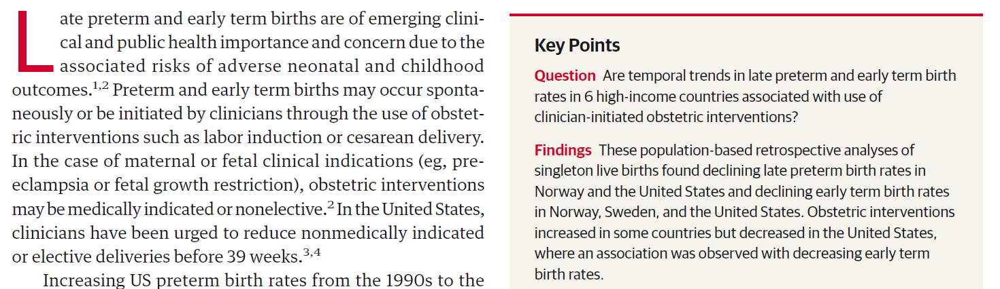 Late preterm and early term births are of emerging clini-
cal and public health importance and concern due to the
associated risks of adverse neonatal and childhood
outcomes.1,2 Preterm and early term births may occur sponta-
neously or be initiated by clinicians through the use of obstet-
ric interventions such as labor induction or cesarean delivery.
In the case of maternal or fetal clinical indications (eg, pre-
eclampsia or fetal growth restriction), obstetric interventions
may be medically indicated or nonelective.2 In the United States,
clinicians have been urged to reduce nonmedically indicated
or elective deliveries before 39 weeks.3,4
Increasing US preterm birth rates from the 1990s to the
Key Points
Question Are temporal trends in late preterm and early term birth
rates in 6 high-income countries associated with use of
clinician-initiated obstetric interventions?
Findings These population-based retrospective analyses of
singleton live births found declining late preterm birth rates in
Norway and the United States and declining early term birth rates
in Norway, Sweden, and the United States. Obstetric interventions
increased in some countries but decreased in the United States,
where an association was observed with decreasing early term
birth rates.